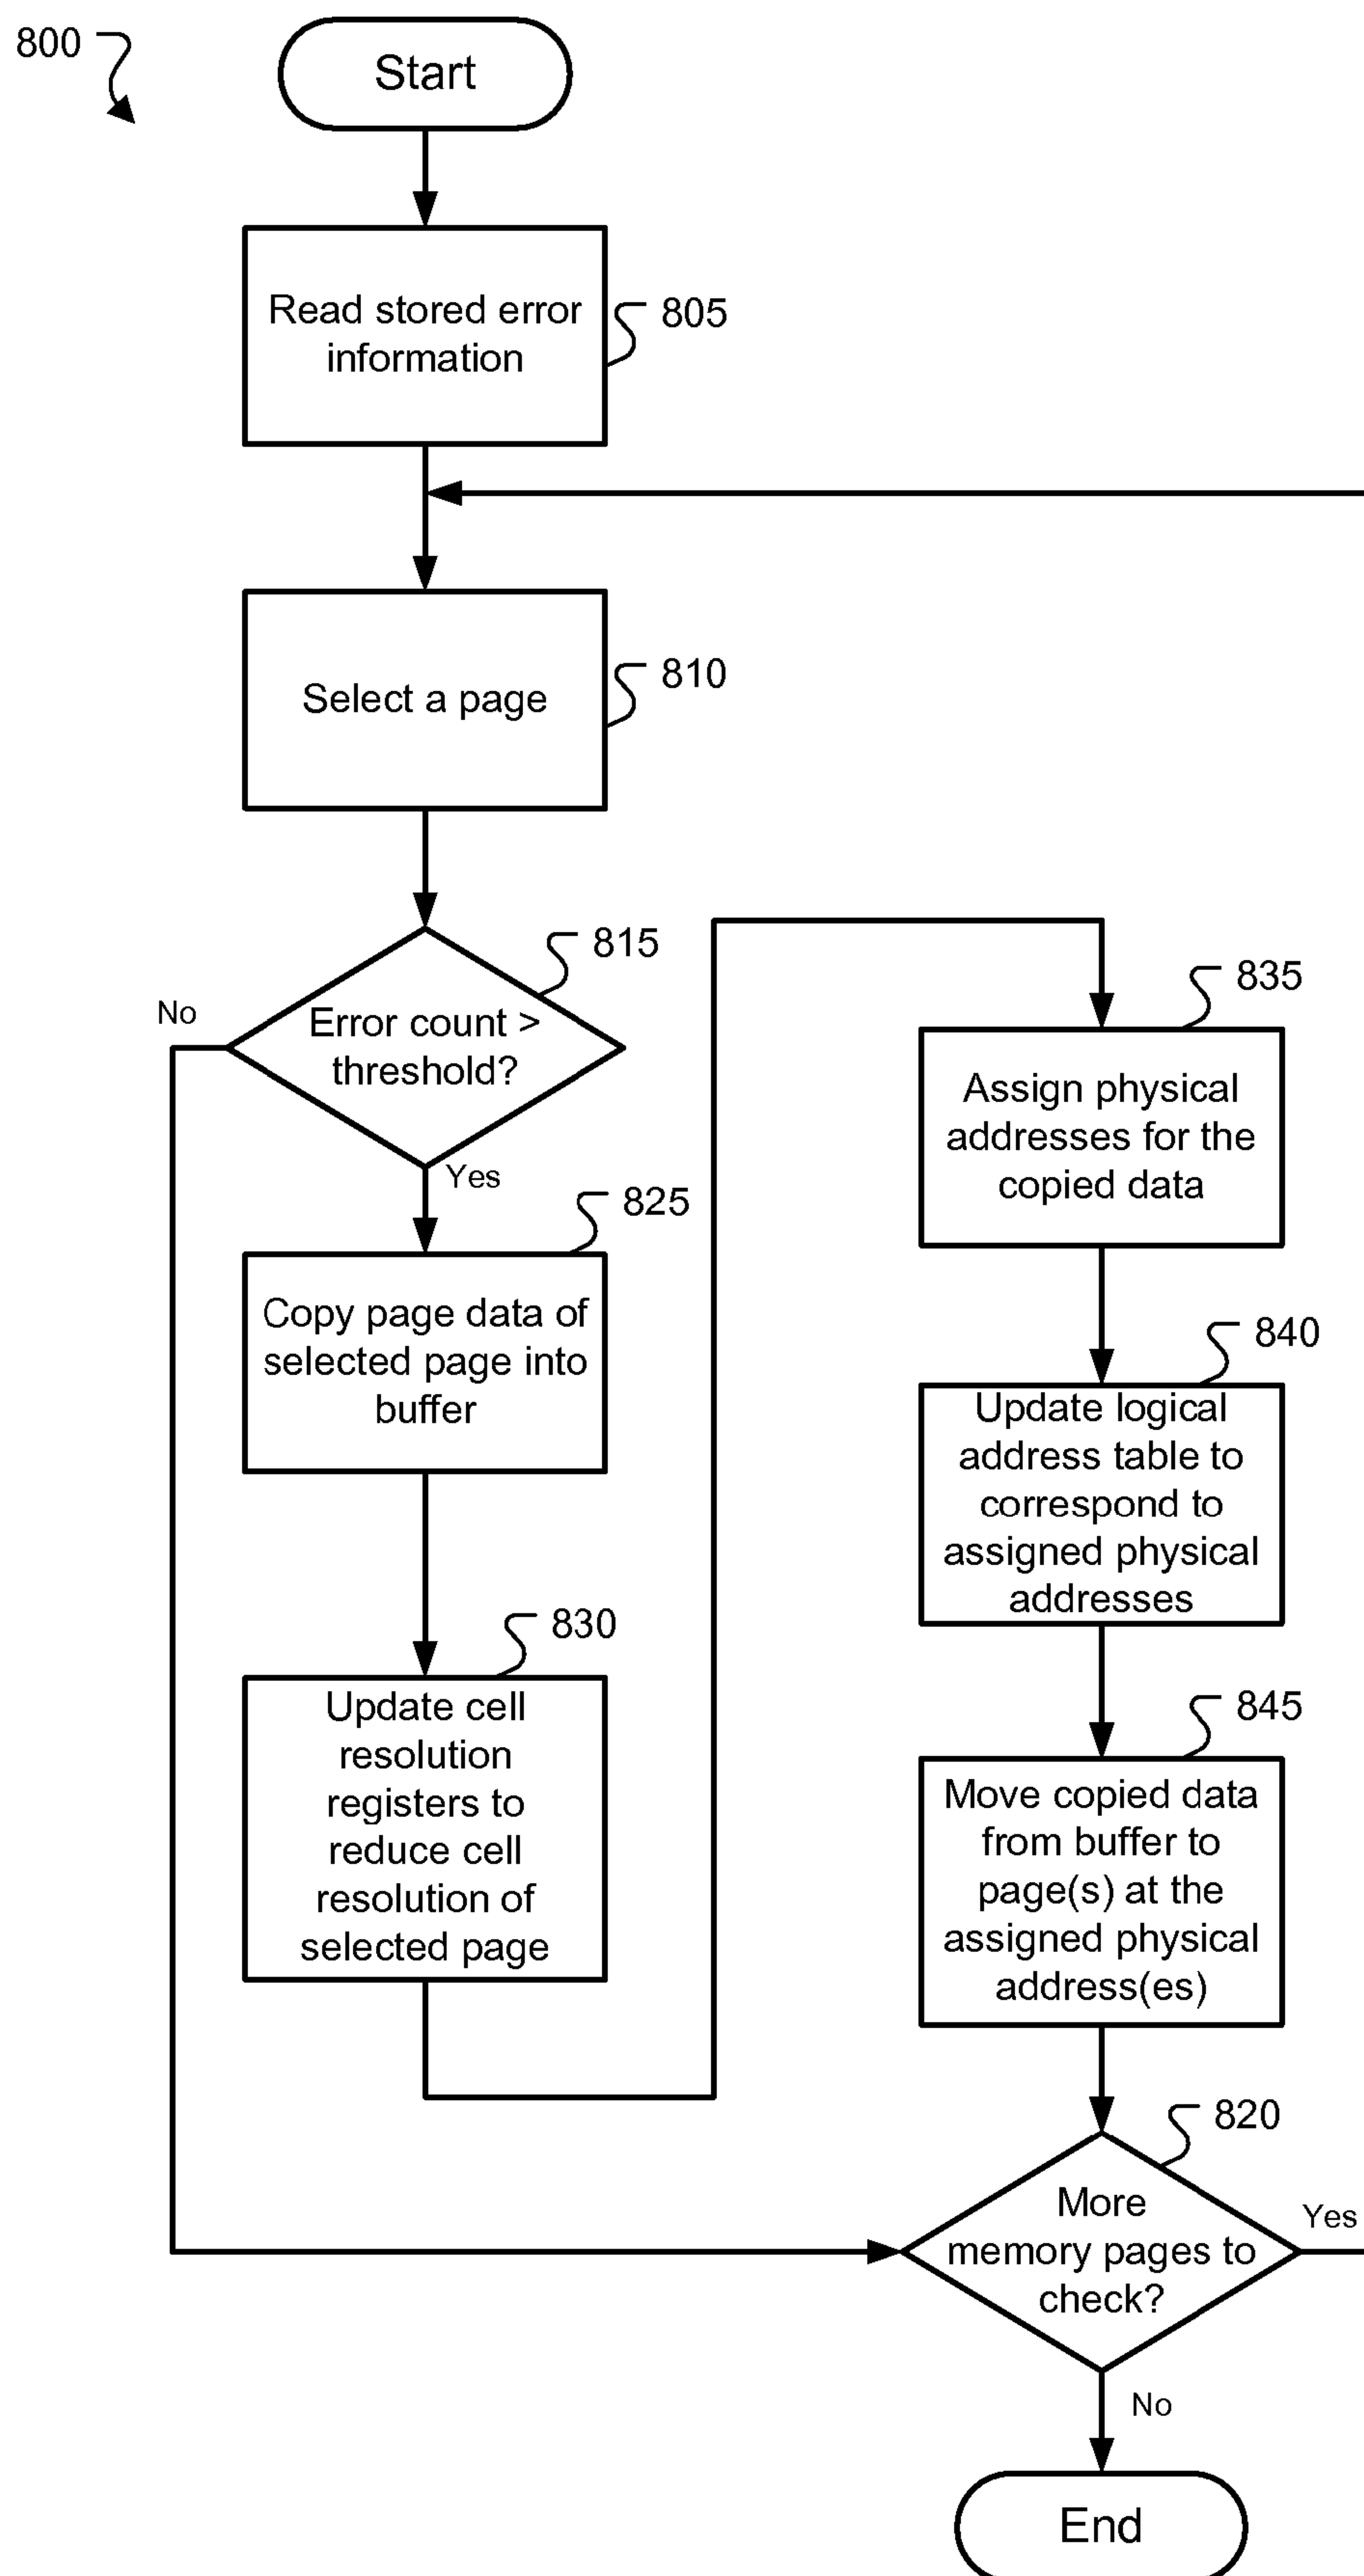 800
Start
Read stored error
information
805
Select a page
810
815
Error count >
threshold?
No
Yes
825
Copy page data of
selected page into
buffer
830
Update cell
resolution
registers to
reduce cell
resolution of
selected page
835
Assign physical
addresses for the
copied data
840
Update logical
address table to
correspond to
assigned physical
addresses
845
Move copied data
from buffer to
page(s) at the
assigned physical
address(es)
820
More
memory pages to
check?
Yes
No
End